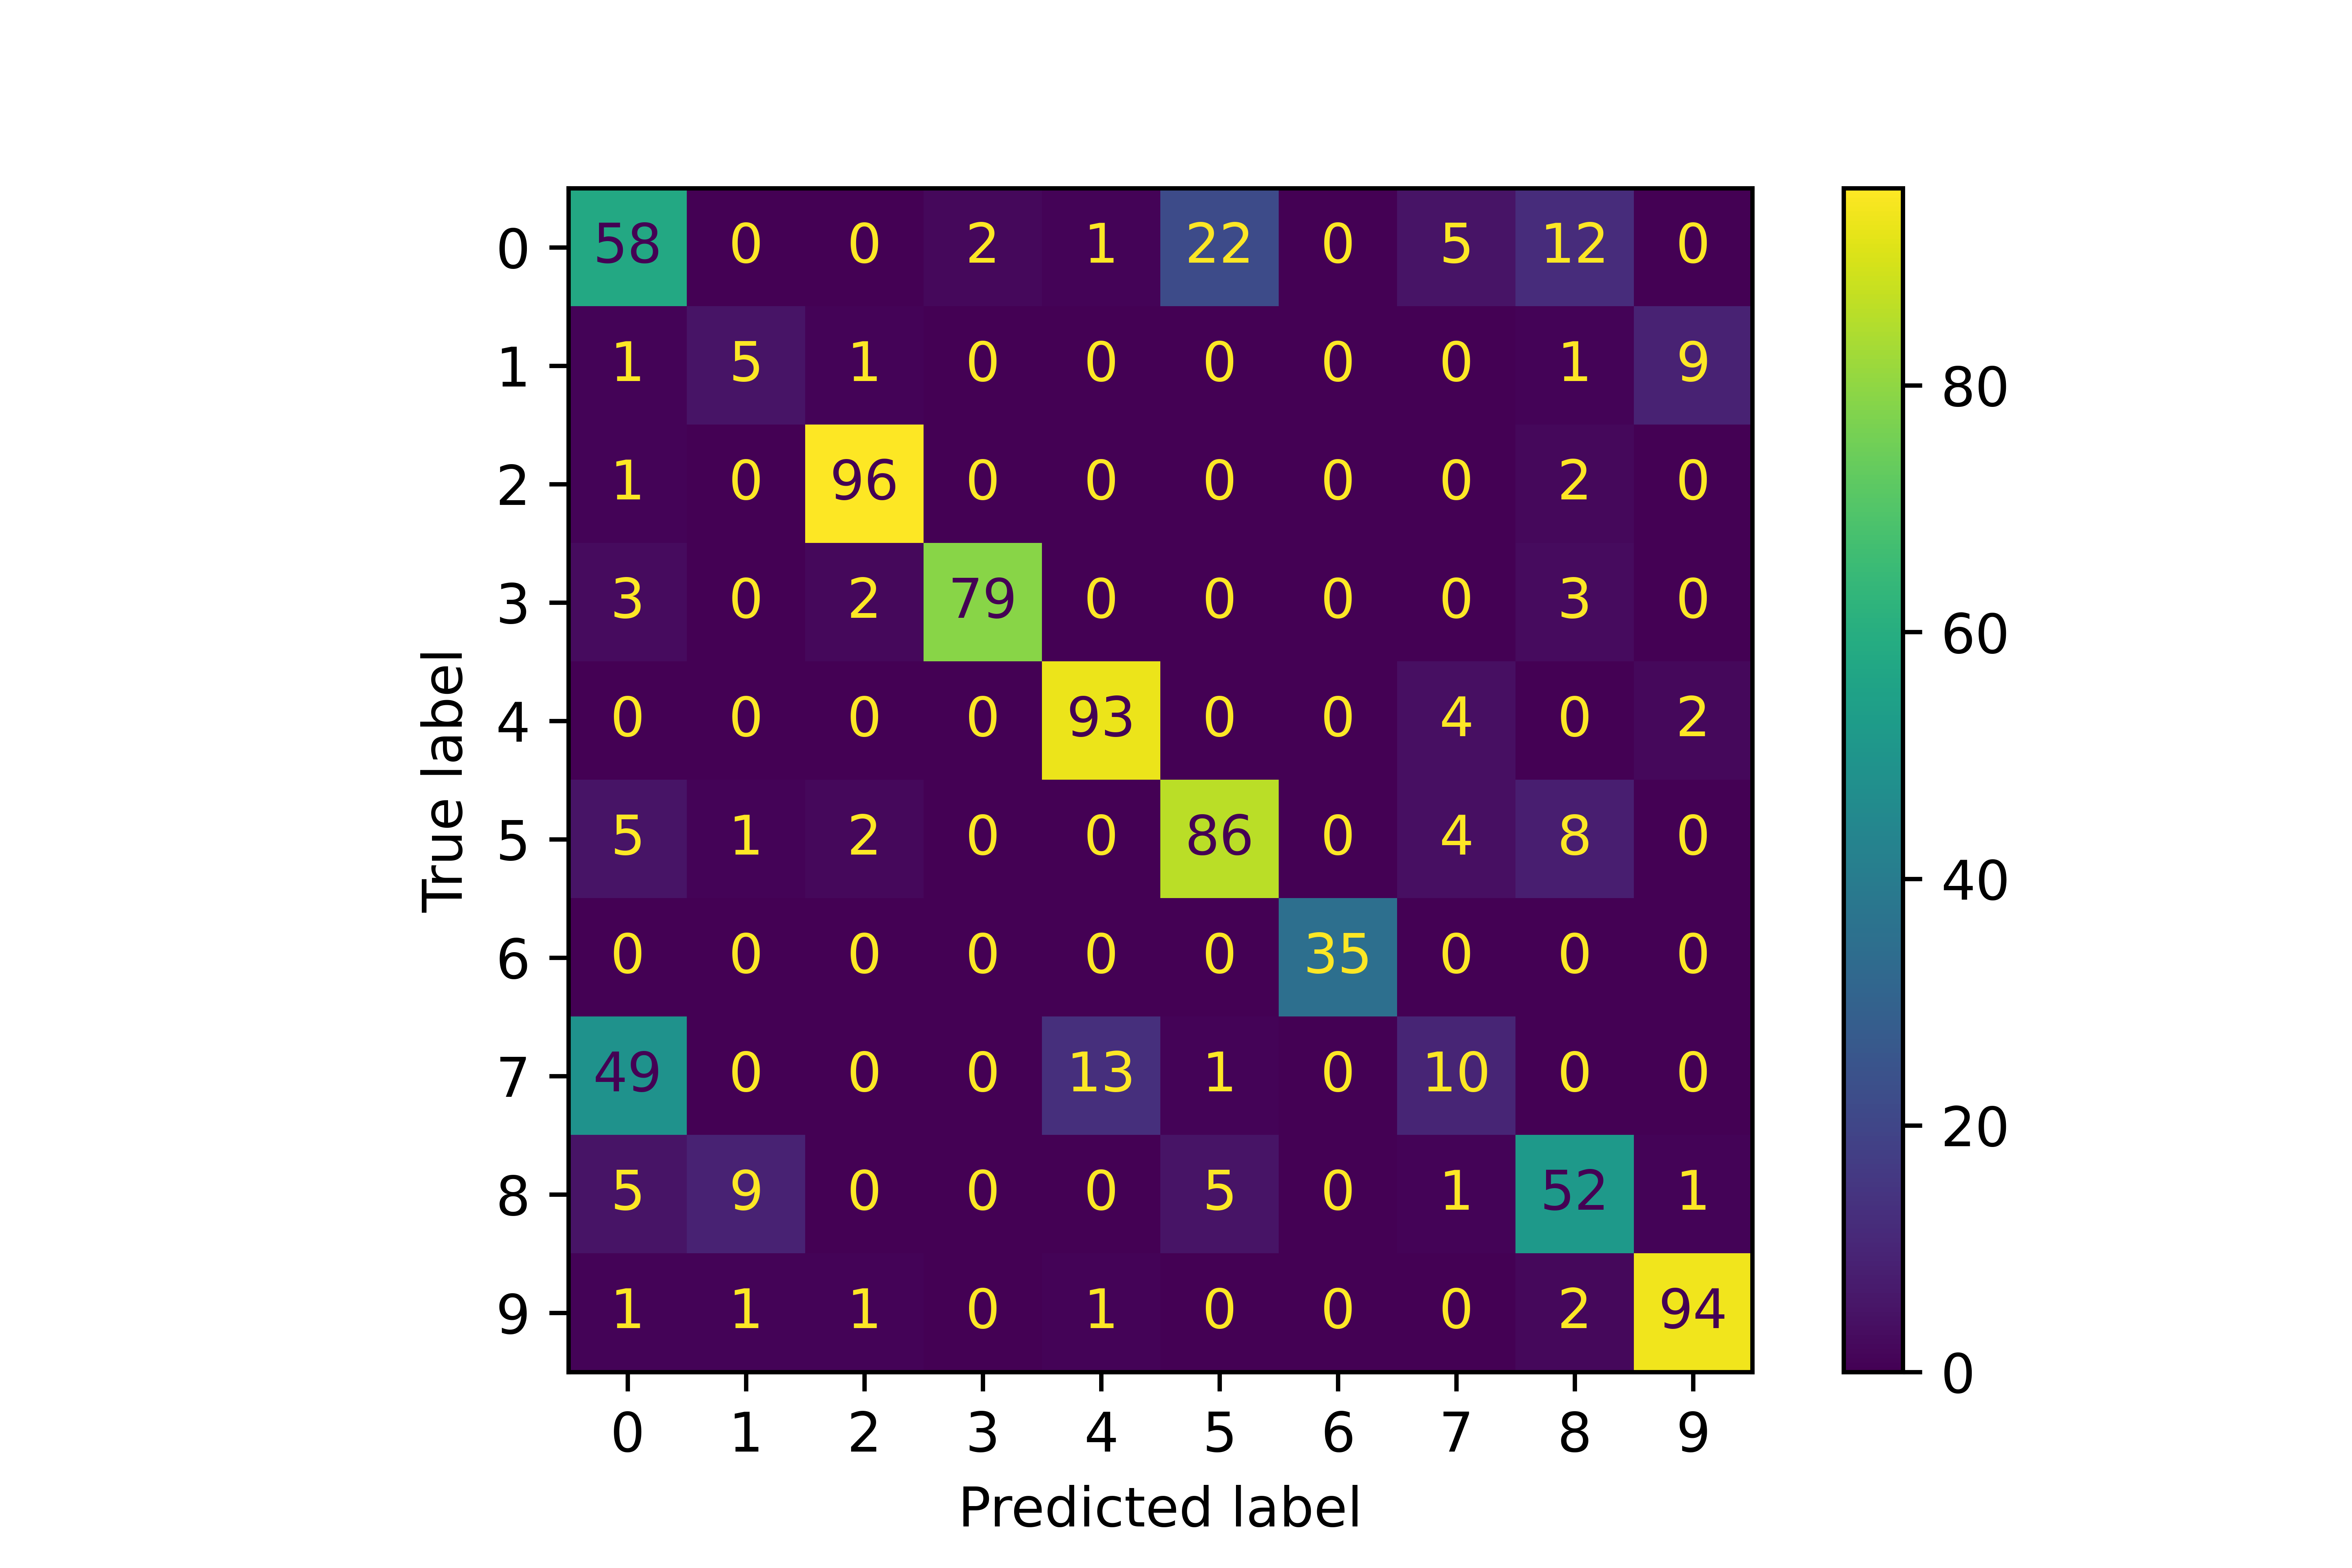 0 58 0 0 2 1 22 0 5 12 0
1 1 5 1 0 0 0 0 0 1 9
2 1 0 96 0 0 0 0 0 2 0
3 3 0 2 79 0 0 0 0 3 0
4 0 0 0 0 93 0 0 4 0 2
5 5 1 2 0 0 86 0 4 8 0
6 0 0 0 0 0 0 35 0 0 0
7 49 0 0 0 13 1 0 10 0 0
8 5 9 0 0 0 5 0 1 52 1
9 1 1 1 0 1 0 0 0 2 94
0 1 2 3 4 5 6 7 8 9
Predicted label
True label
80
60
40
20
0